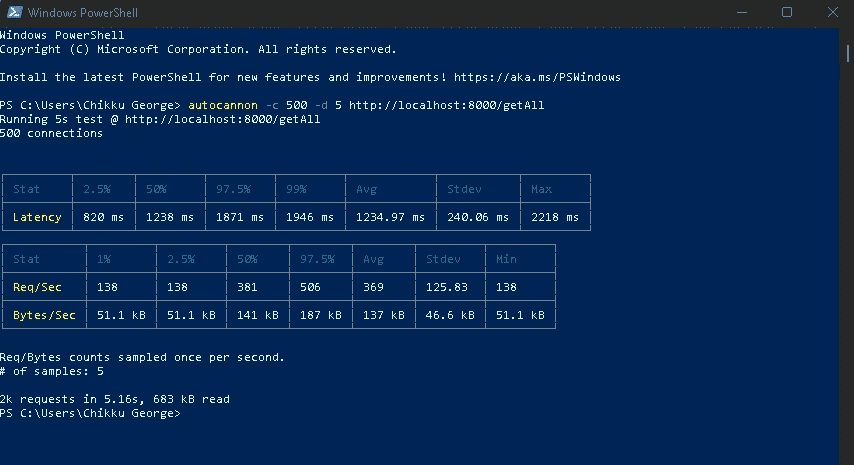 Windows PowerShell
Windows PowerShell
Copyright (C) Microsoft Corporation. All rights reserved.
Install the latest PowerShell for new features and improvements! https://aka.ms/PSWindows
PS C:\Users\Chikku George> autocannon -c 500 -d 5 http://localhost:8000/getAll
Running 5s test @ http://localhost:8000/getAll
500 connections
Stat 2.5% 50% 97.5% 99% Avg Stdev Max
Latency 820 ms 1238 ms 1871 ms 1946 ms 1234.97 ms 240.06 ms 2218 ms
Stat 1% 2.5% 50% 97.5% Avg Stdev Min
Req/Sec 138 138 381 506 369 125.83 138
Bytes/Sec 51.1 kB 51.1 kB 141 kB 187 kB 137 kB 46.6 kB 51.1 kB
Req/Bytes counts sampled once per second.
# of samples: 5
2k requests in 5.16s, 683 kB read
PS C:\Users\Chikku George>